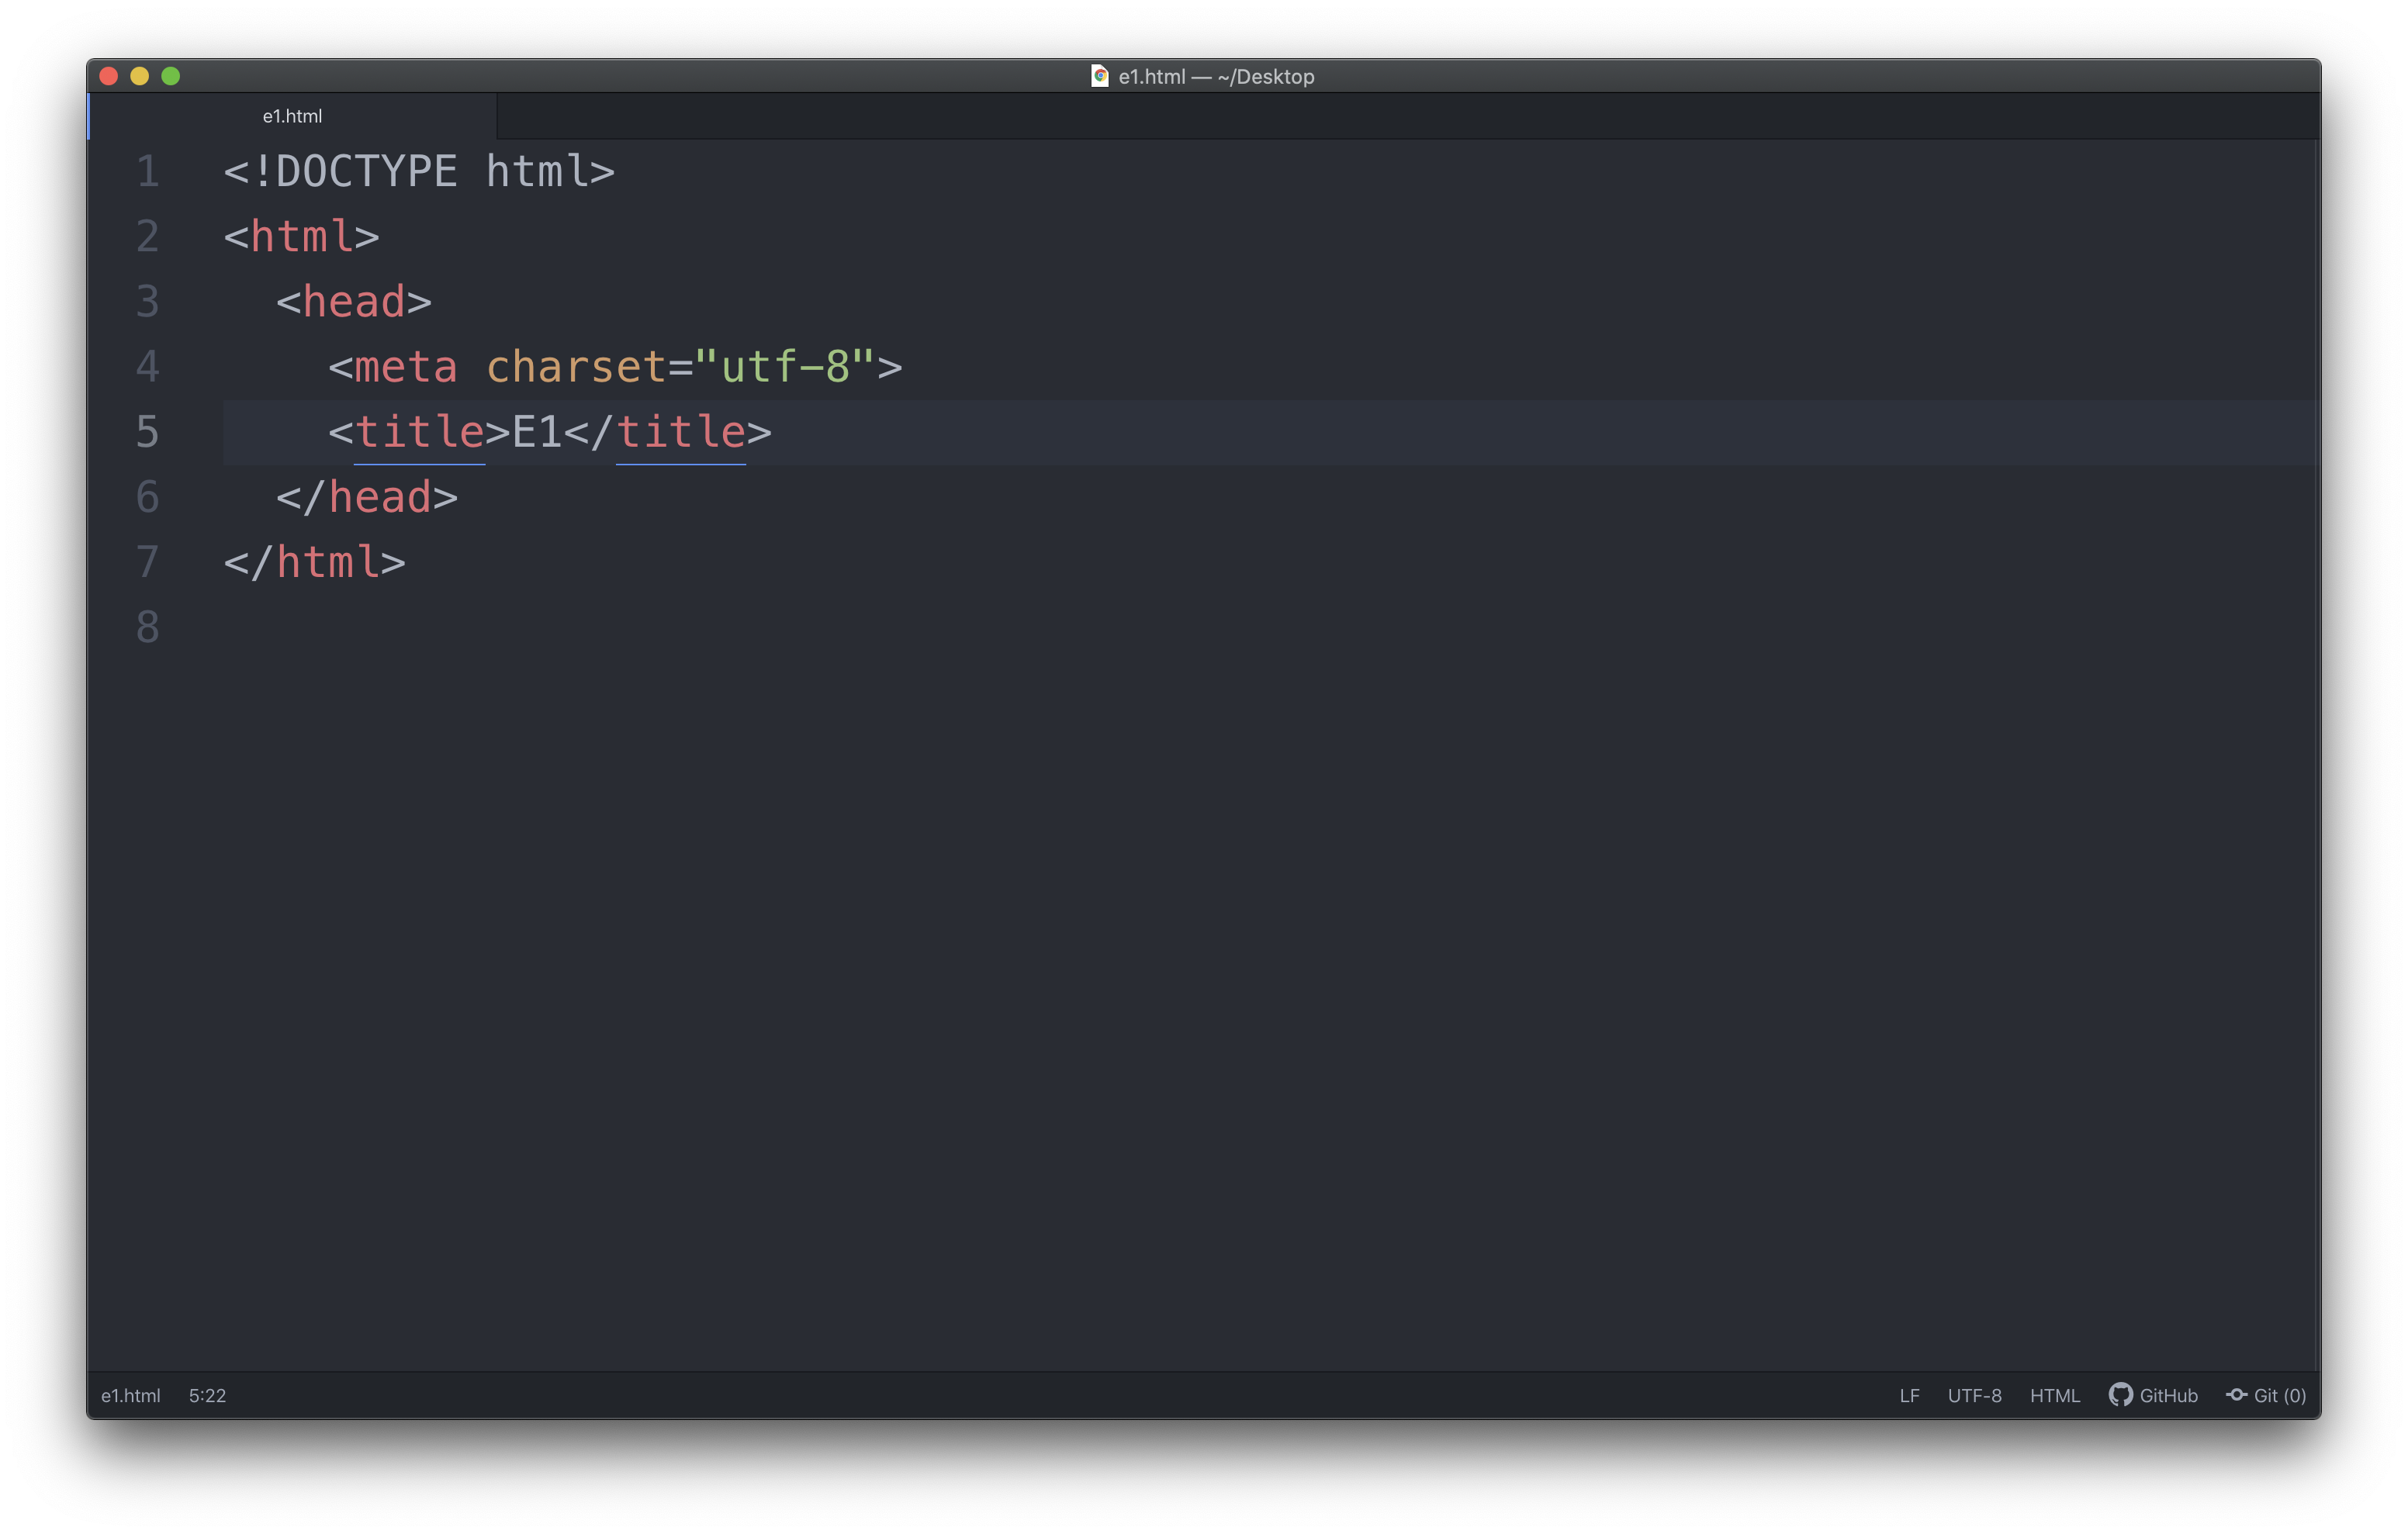 e1.html — ~/Desktop
e1.html
1 <!DOCTYPE html>
2 <html>
3   <head>
4     <meta charset="utf-8">
5     <title>E1</title>
6   </head>
7 </html>
8
e1.html 5:22 LF UTF-8 HTML GitHub Git (0)